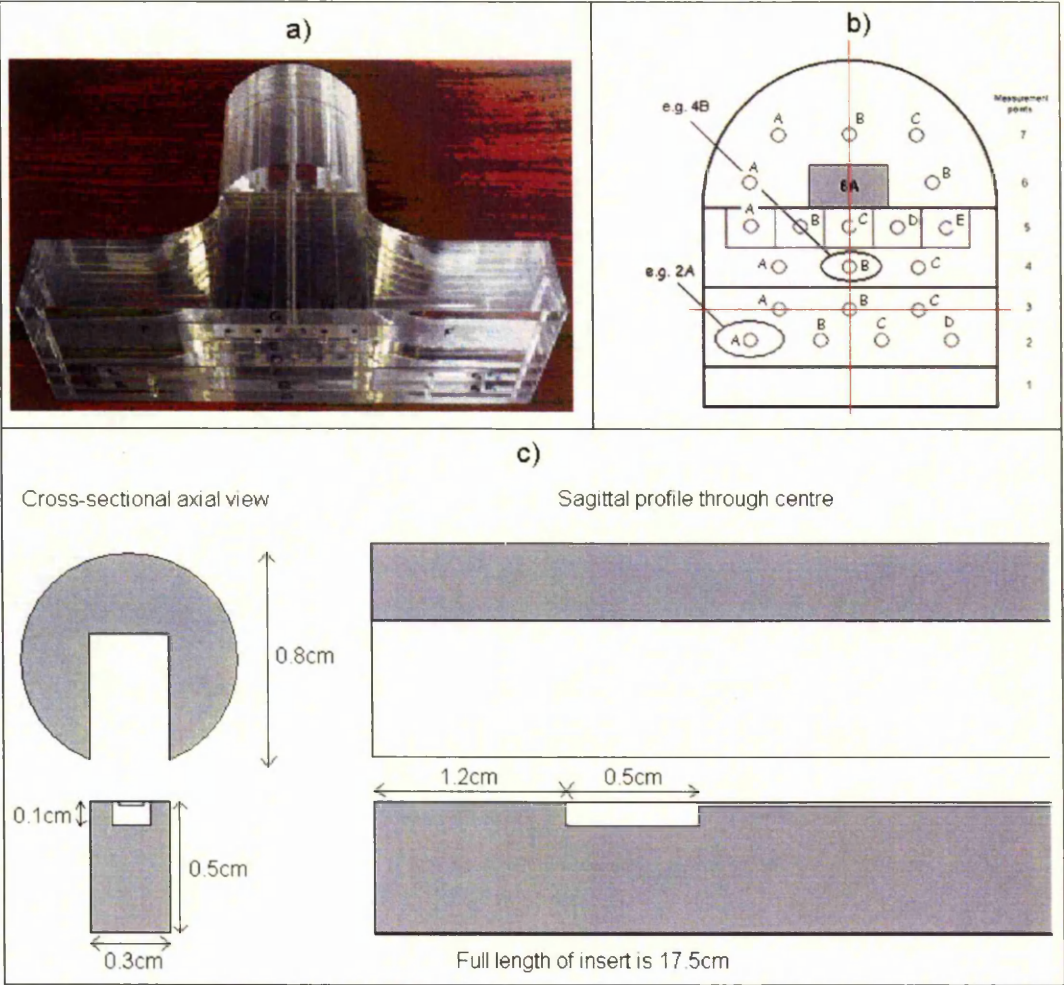 a)
b)
Measurement
points
e.g. 4B
A B C 7
A 6A B 6
A B C D E 5
A B C 4
e.g. 2A
A B C 3
A B C D 2
1
c)
Cross-sectional axial view
Sagittal profile through centre
0.8cm
1.2cm 0.5cm
0.1cm
0.5cm
0.3cm
Full length of insert is 17.5cm